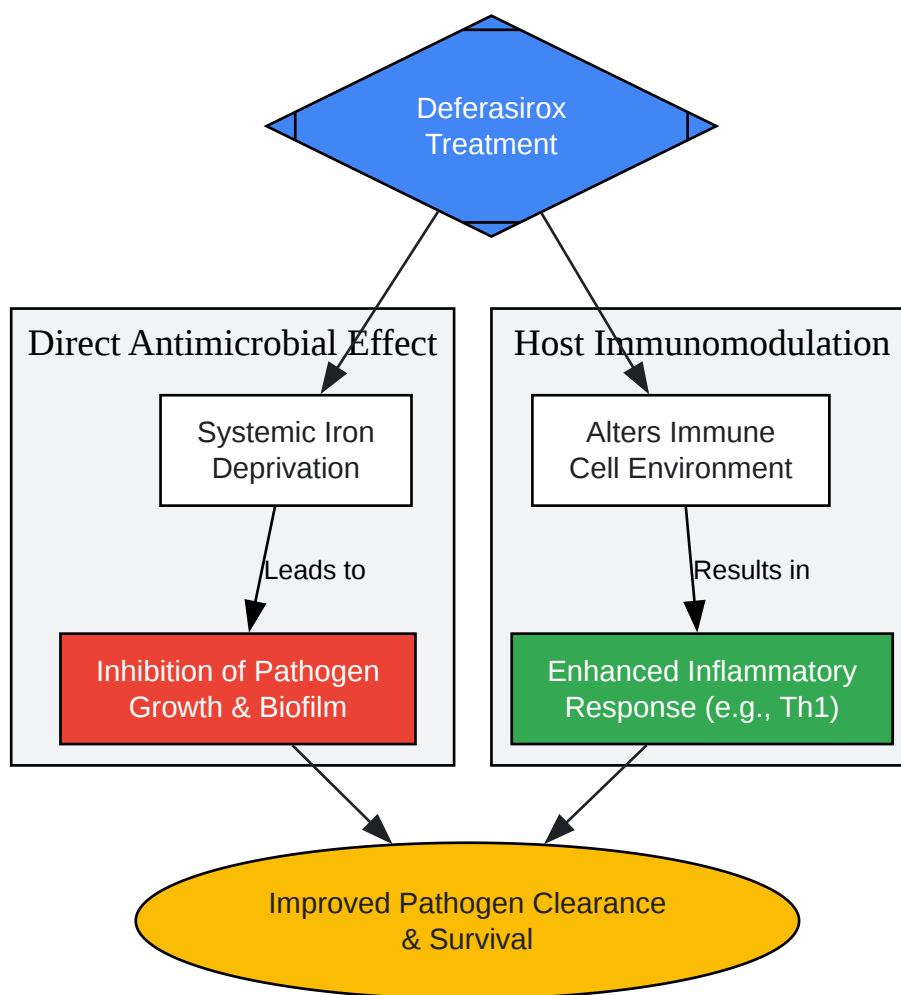 Deferasirox
Treatment
Direct Antimicrobial Effect
Host Immunomodulation
Systemic Iron
Deprivation
Alters Immune
Cell Environment
Leads to
Results in
Inhibition of Pathogen
Growth & Biofilm
Enhanced Inflammatory
Response (e.g., Th1)
Improved Pathogen Clearance
& Survival